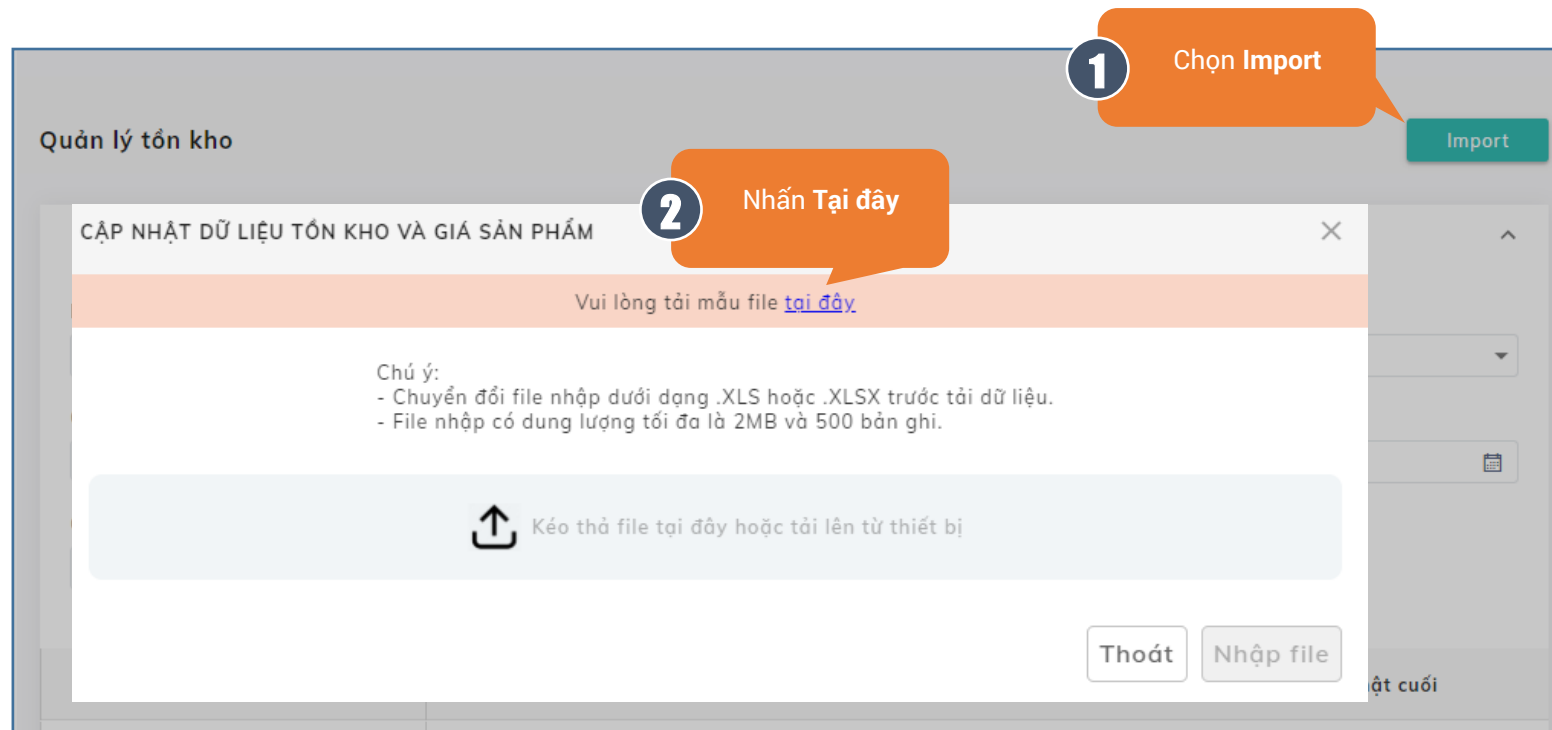 1
Chọn Import
Quản lý tồn kho
Import
2
Nhấn Tại đây
CẬP NHẬT DỮ LIỆU TỒN KHO VÀ GIÁ SẢN PHẨM
Vui lòng tải mẫu file tại đây
Chú ý:
- Chuyển đổi file nhập dưới dạng .XLS hoặc .XLSX trước tải dữ liệu.
- File nhập có dung lượng tối đa là 2MB và 500 bản ghi.
Kéo thả file tại đây hoặc tải lên từ thiết bị
Thoát
Nhập file
cuối